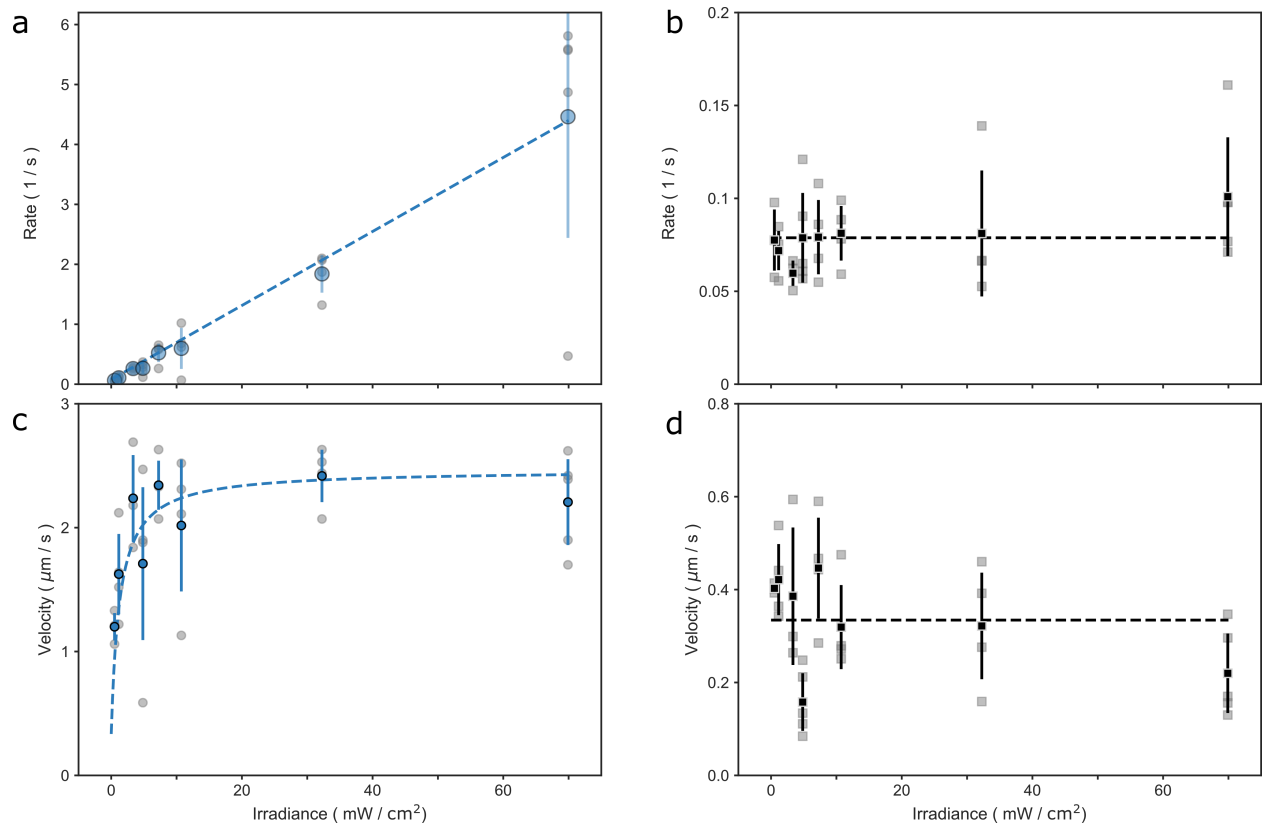 a
6
5
4
3
2
1
0
Rate ( 1 / s )
b
0.2
0.15
0.1
0.05
0
Rate ( 1 / s )
c
3
2
1
0
Velocity ( μm / s )
0 20 40 60
Irradiance ( mW / cm²)
d
0.8
0.6
0.4
0.2
0.0
Velocity ( μm / s )
0 20 40 60
Irradiance ( mW / cm²)